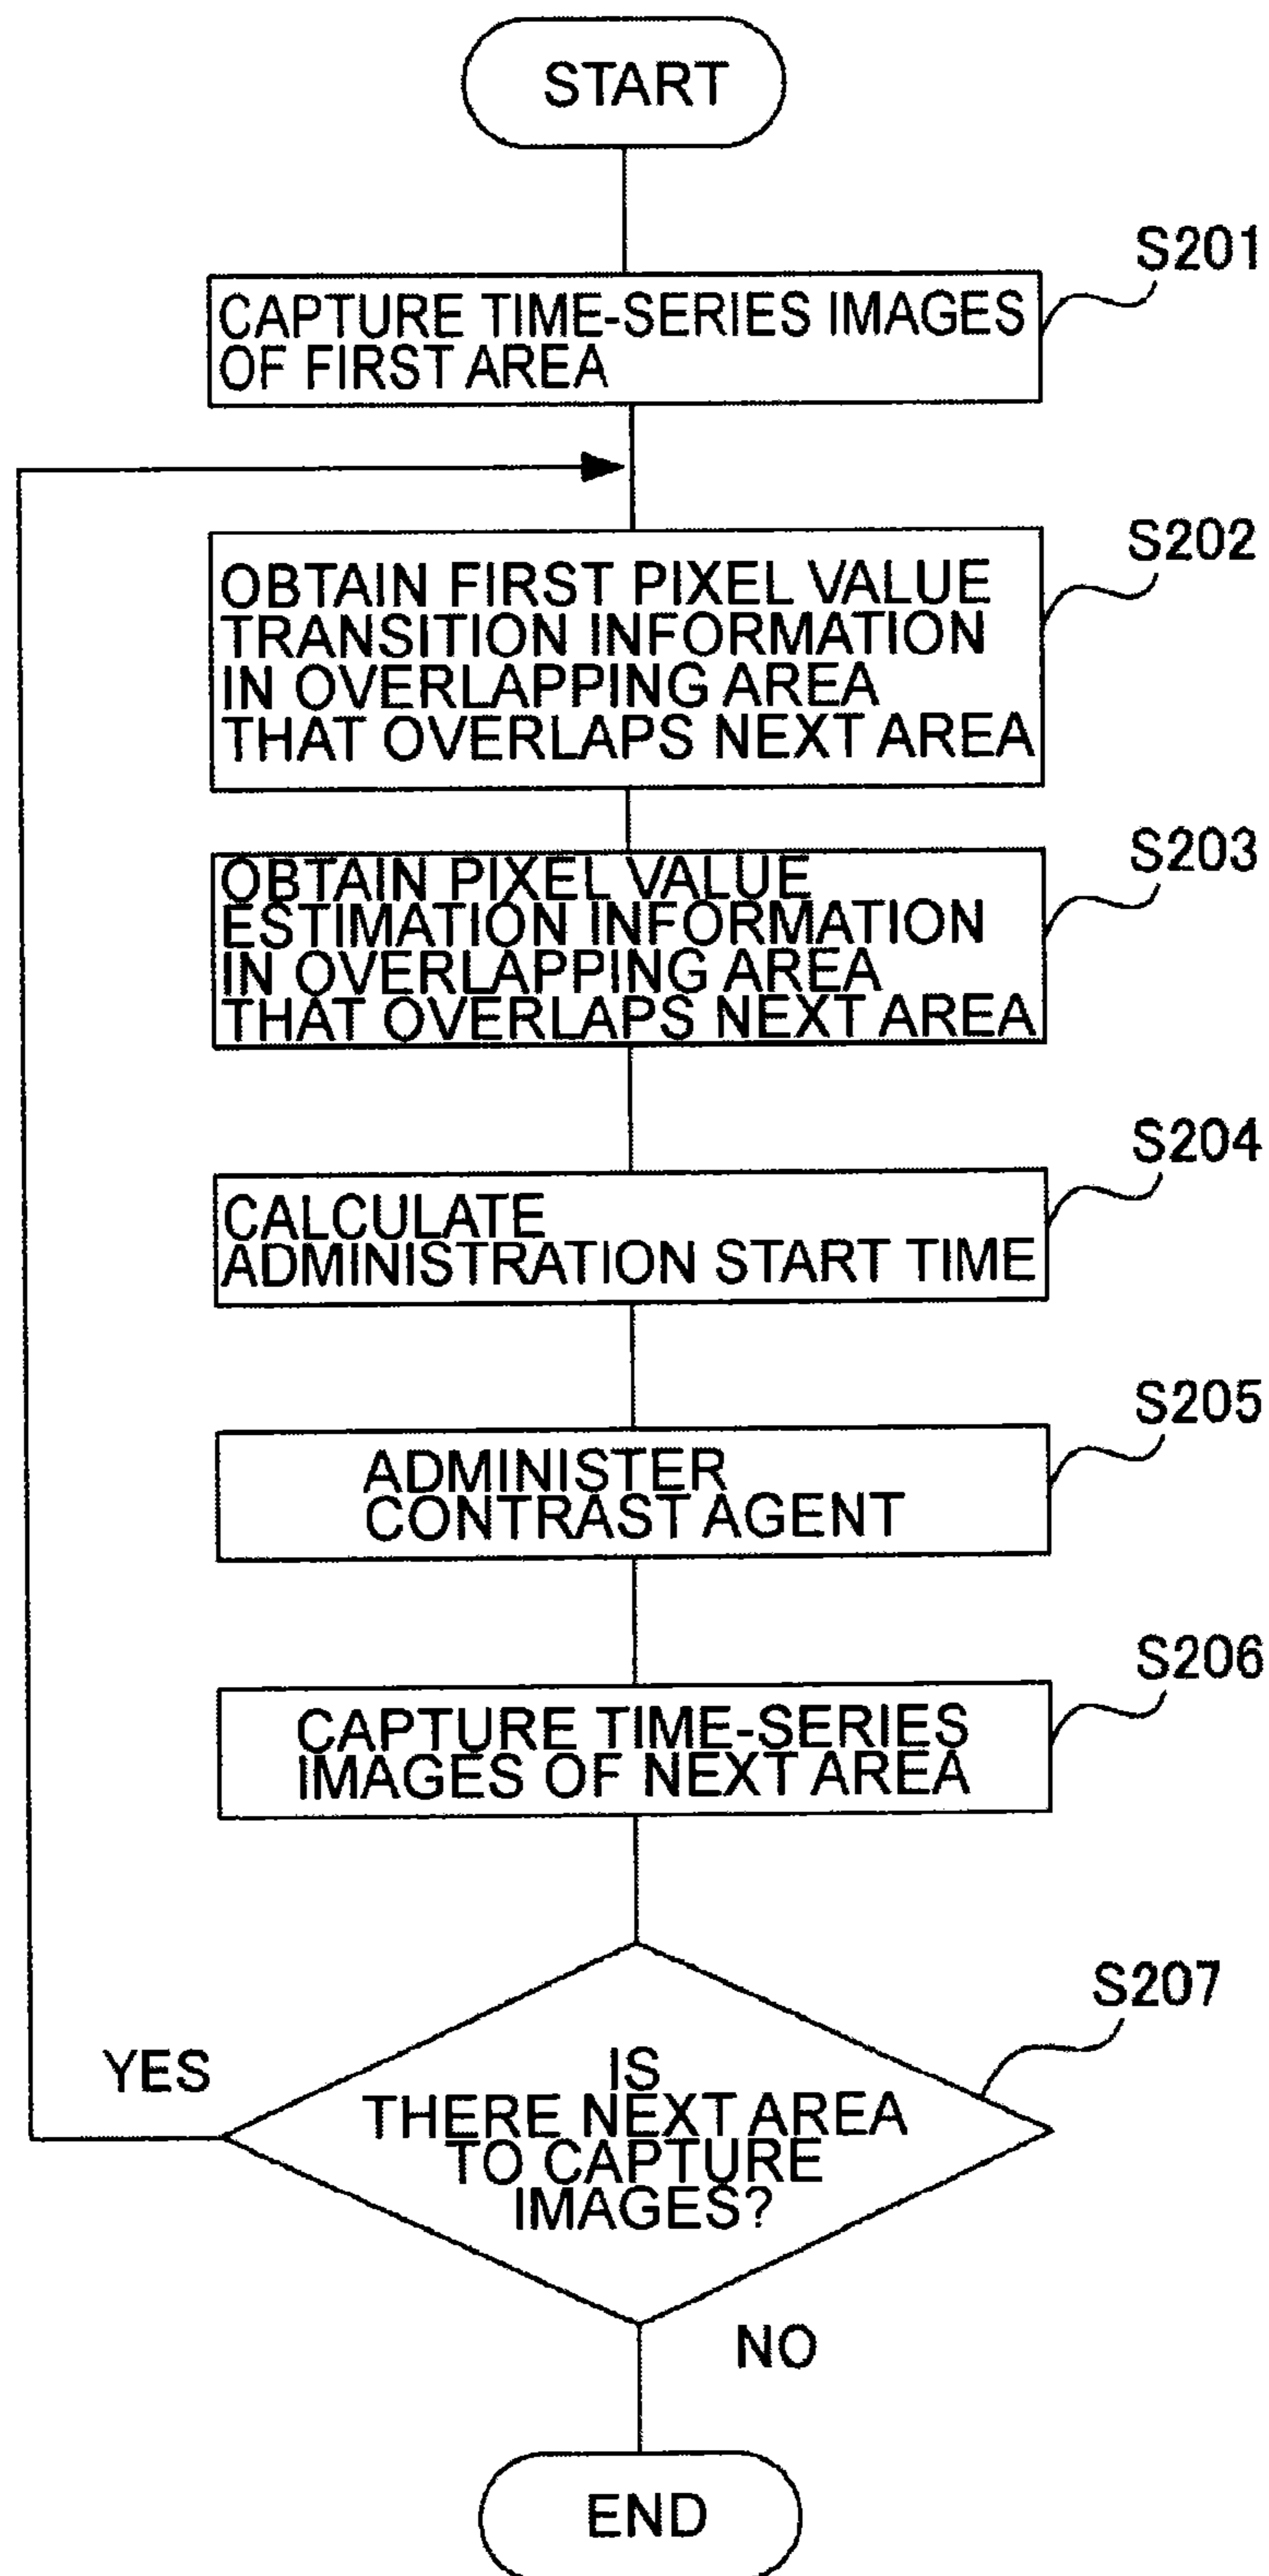 START
S201
CAPTURE TIME-SERIES IMAGES
OF FIRST AREA
S202
OBTAIN FIRST PIXEL VALUE
TRANSITION INFORMATION
IN OVERLAPPING AREA
THAT OVERLAPS NEXT AREA
S203
OBTAIN PIXEL VALUE
ESTIMATION INFORMATION
IN OVERLAPPING AREA
THAT OVERLAPS NEXT AREA
S204
CALCULATE
ADMINISTRATION START TIME
S205
ADMINISTER
CONTRAST AGENT
S206
CAPTURE TIME-SERIES
IMAGES OF NEXT AREA
S207
YES
IS
THERE NEXT AREA
TO CAPTURE
IMAGES?
NO
END